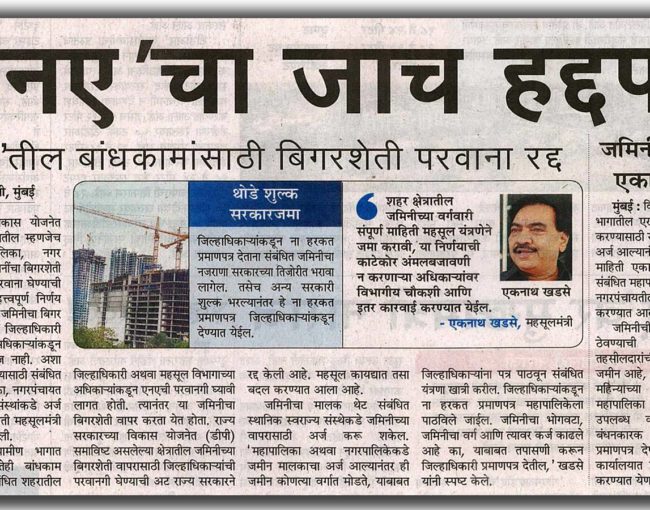 नए'चा जाच हद्दप
'तील बांधकामांसाठी बिगरशेती परवाना रद्द
मुंबई
कास योजनेत
तील म्हणजेच
का, नगर
नींचा बिगरशेती
परवाना घेण्याची
हत्त्वपूर्ण निर्णय
जमिनीचा बिगर
जिल्हाधिकारी
ज नाही. अशा
यासाठी संबंधित
का, नगरपंचायत
संस्थांकडे अर्ज
महसूलमंत्री
ली.
ग्रामीण भागात
तेही बांधकाम
धित शहरातील
थोडे शुल्क
सरकारजमा
जिल्हाधिकाऱ्यांकडून ना हरकत
प्रमाणपत्र देताना संबंधित जमिनीचा
नजराणा सरकारच्या तिजोरीत भरावा
लागेल. तसेच अन्य सरकारी
शुल्क भरल्यानंतर हे ना हरकत
प्रमाणपत्र जिल्हाधिकाऱ्यांकडून
देण्यात येईल.
शहर क्षेत्रातील
जमिनीच्या वर्गवारी
संपूर्ण माहिती महसूल यंत्रणेने
जमा करावी, या निर्णयाची
काटेकोर अंमलबजावणी
न करणाऱ्या अधिकाऱ्यांवर
विभागीय चौकशी आणि
इतर कारवाई करण्यात येईल.
- एकनाथ खडसे, महसूलमंत्री
एकनाथ खडसे
जिल्हाधिकारी अथवा महसूल विभागाच्या
अधिकाऱ्यांकडून एनएची परवानगी घ्यावी
लागत होती. त्यानंतर या जमिनीचा
बिगरशेती वापर करता येत होता. राज्य
सरकारच्या विकास योजनेत (डीपी)
समाविष्ट असलेल्या क्षेत्रातील जमिनीच्या
बिगरशेती वापरासाठी जिल्हाधिकाऱ्यांची
परवानगी घेण्याची अट राज्य सरकारने
रद्द केली आहे. महसूल कायद्यात तसा
बदल करण्यात आला आहे.
जमिनीचा मालक थेट संबंधित
स्थानिक स्वराज्य संस्थेकडे जमिनीच्या
वापरासाठी अर्ज करू शकेल.
'महापालिका अथवा नगरपालिकेकडे
जमीन मालकाचा अर्ज आल्यानंतर ही
जमीन कोणत्या वर्गात मोडते, याबाबत
जिल्हाधिकाऱ्यांना पत्र पाठवून संबंधित
यंत्रणा खात्री करील. जिल्हाधिकाऱ्यांकडून
ना हरकत प्रमाणपत्र महापालिकेला
पाठविले जाईल. जमिनीचा भोगवटा,
जमिनीचा वर्ग आणि त्यावर कर्ज काढले
आहे का, याबाबत तपासणी करून
जिल्हाधिकारी प्रमाणपत्र देतील,' खडसे
यांनी स्पष्ट केले.
जमिनी
एका
मुंबई : वि
भागातील एर
करण्यासाठी
अर्ज आल्यानं
माहिती एका
संबंधित महाप
नगरपंचायती
करण्यात आल
जमिनीची
ठेवण्याची
तहसीलदारां
जमीन आहे,
महिन्याच्या
महापालिका
उपलब्ध व
बंधनकारक
प्रमाणपत्र दे
कार्यालयात
करण्यात येण